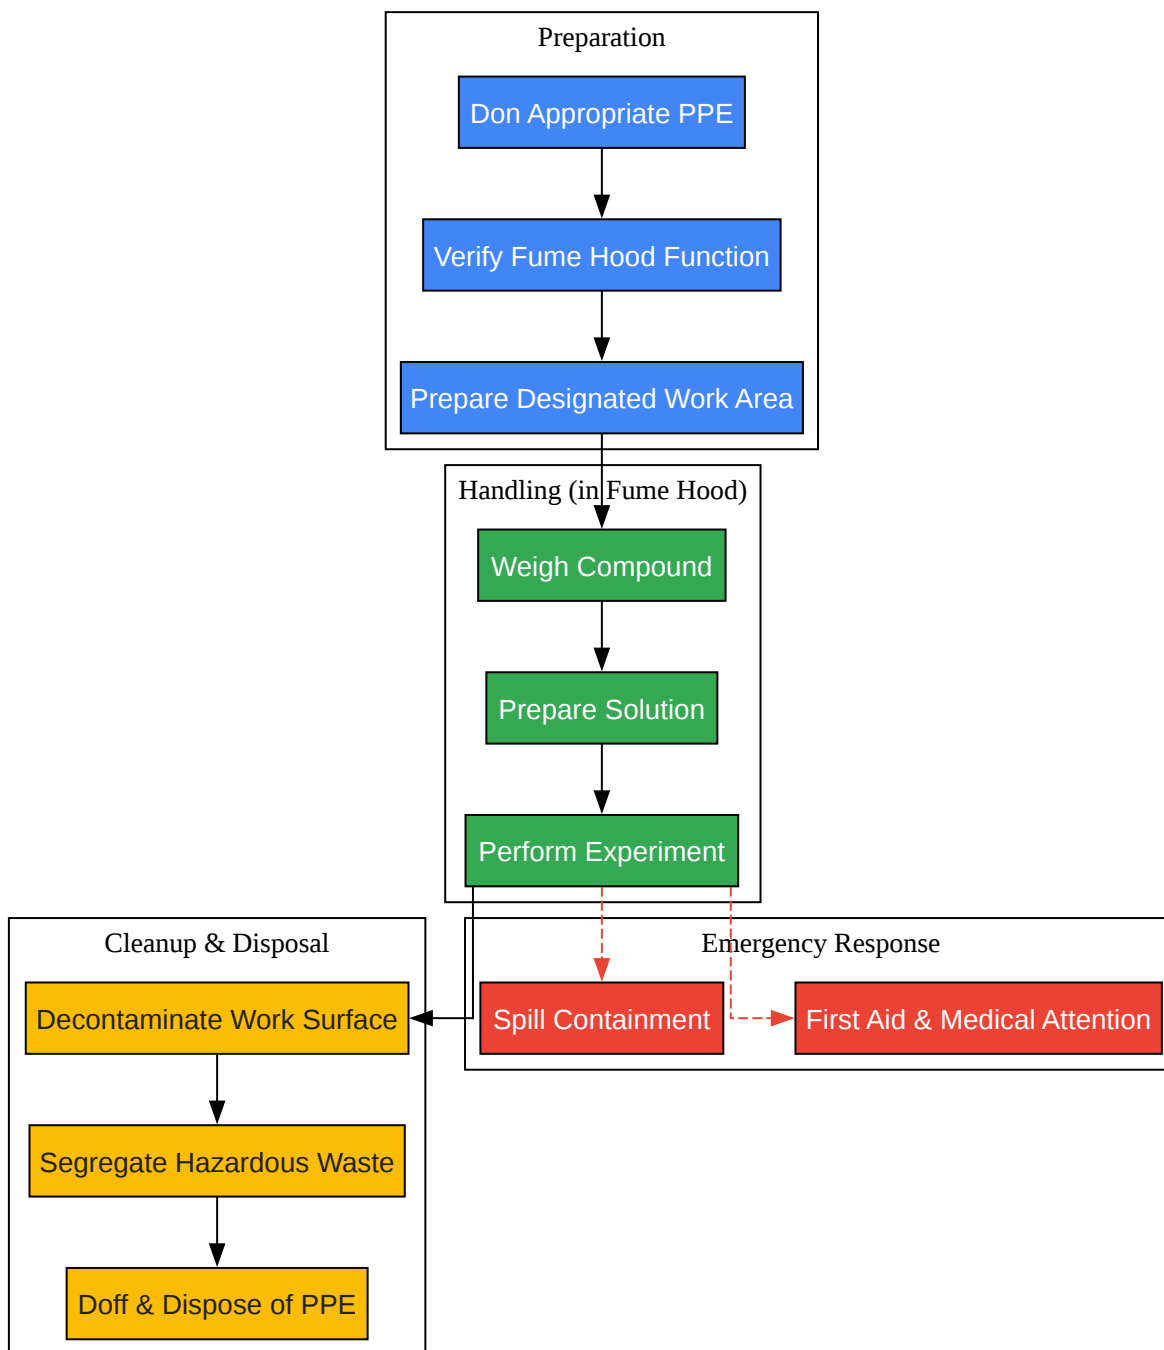 Preparation
Don Appropriate PPE
Verify Fume Hood Function
Prepare Designated Work Area
Handling (in Fume Hood)
Weigh Compound
Prepare Solution
Perform Experiment
Cleanup & Disposal
Decontaminate Work Surface
Segregate Hazardous Waste
Doff & Dispose of PPE
Emergency Response
Spill Containment
First Aid & Medical Attention